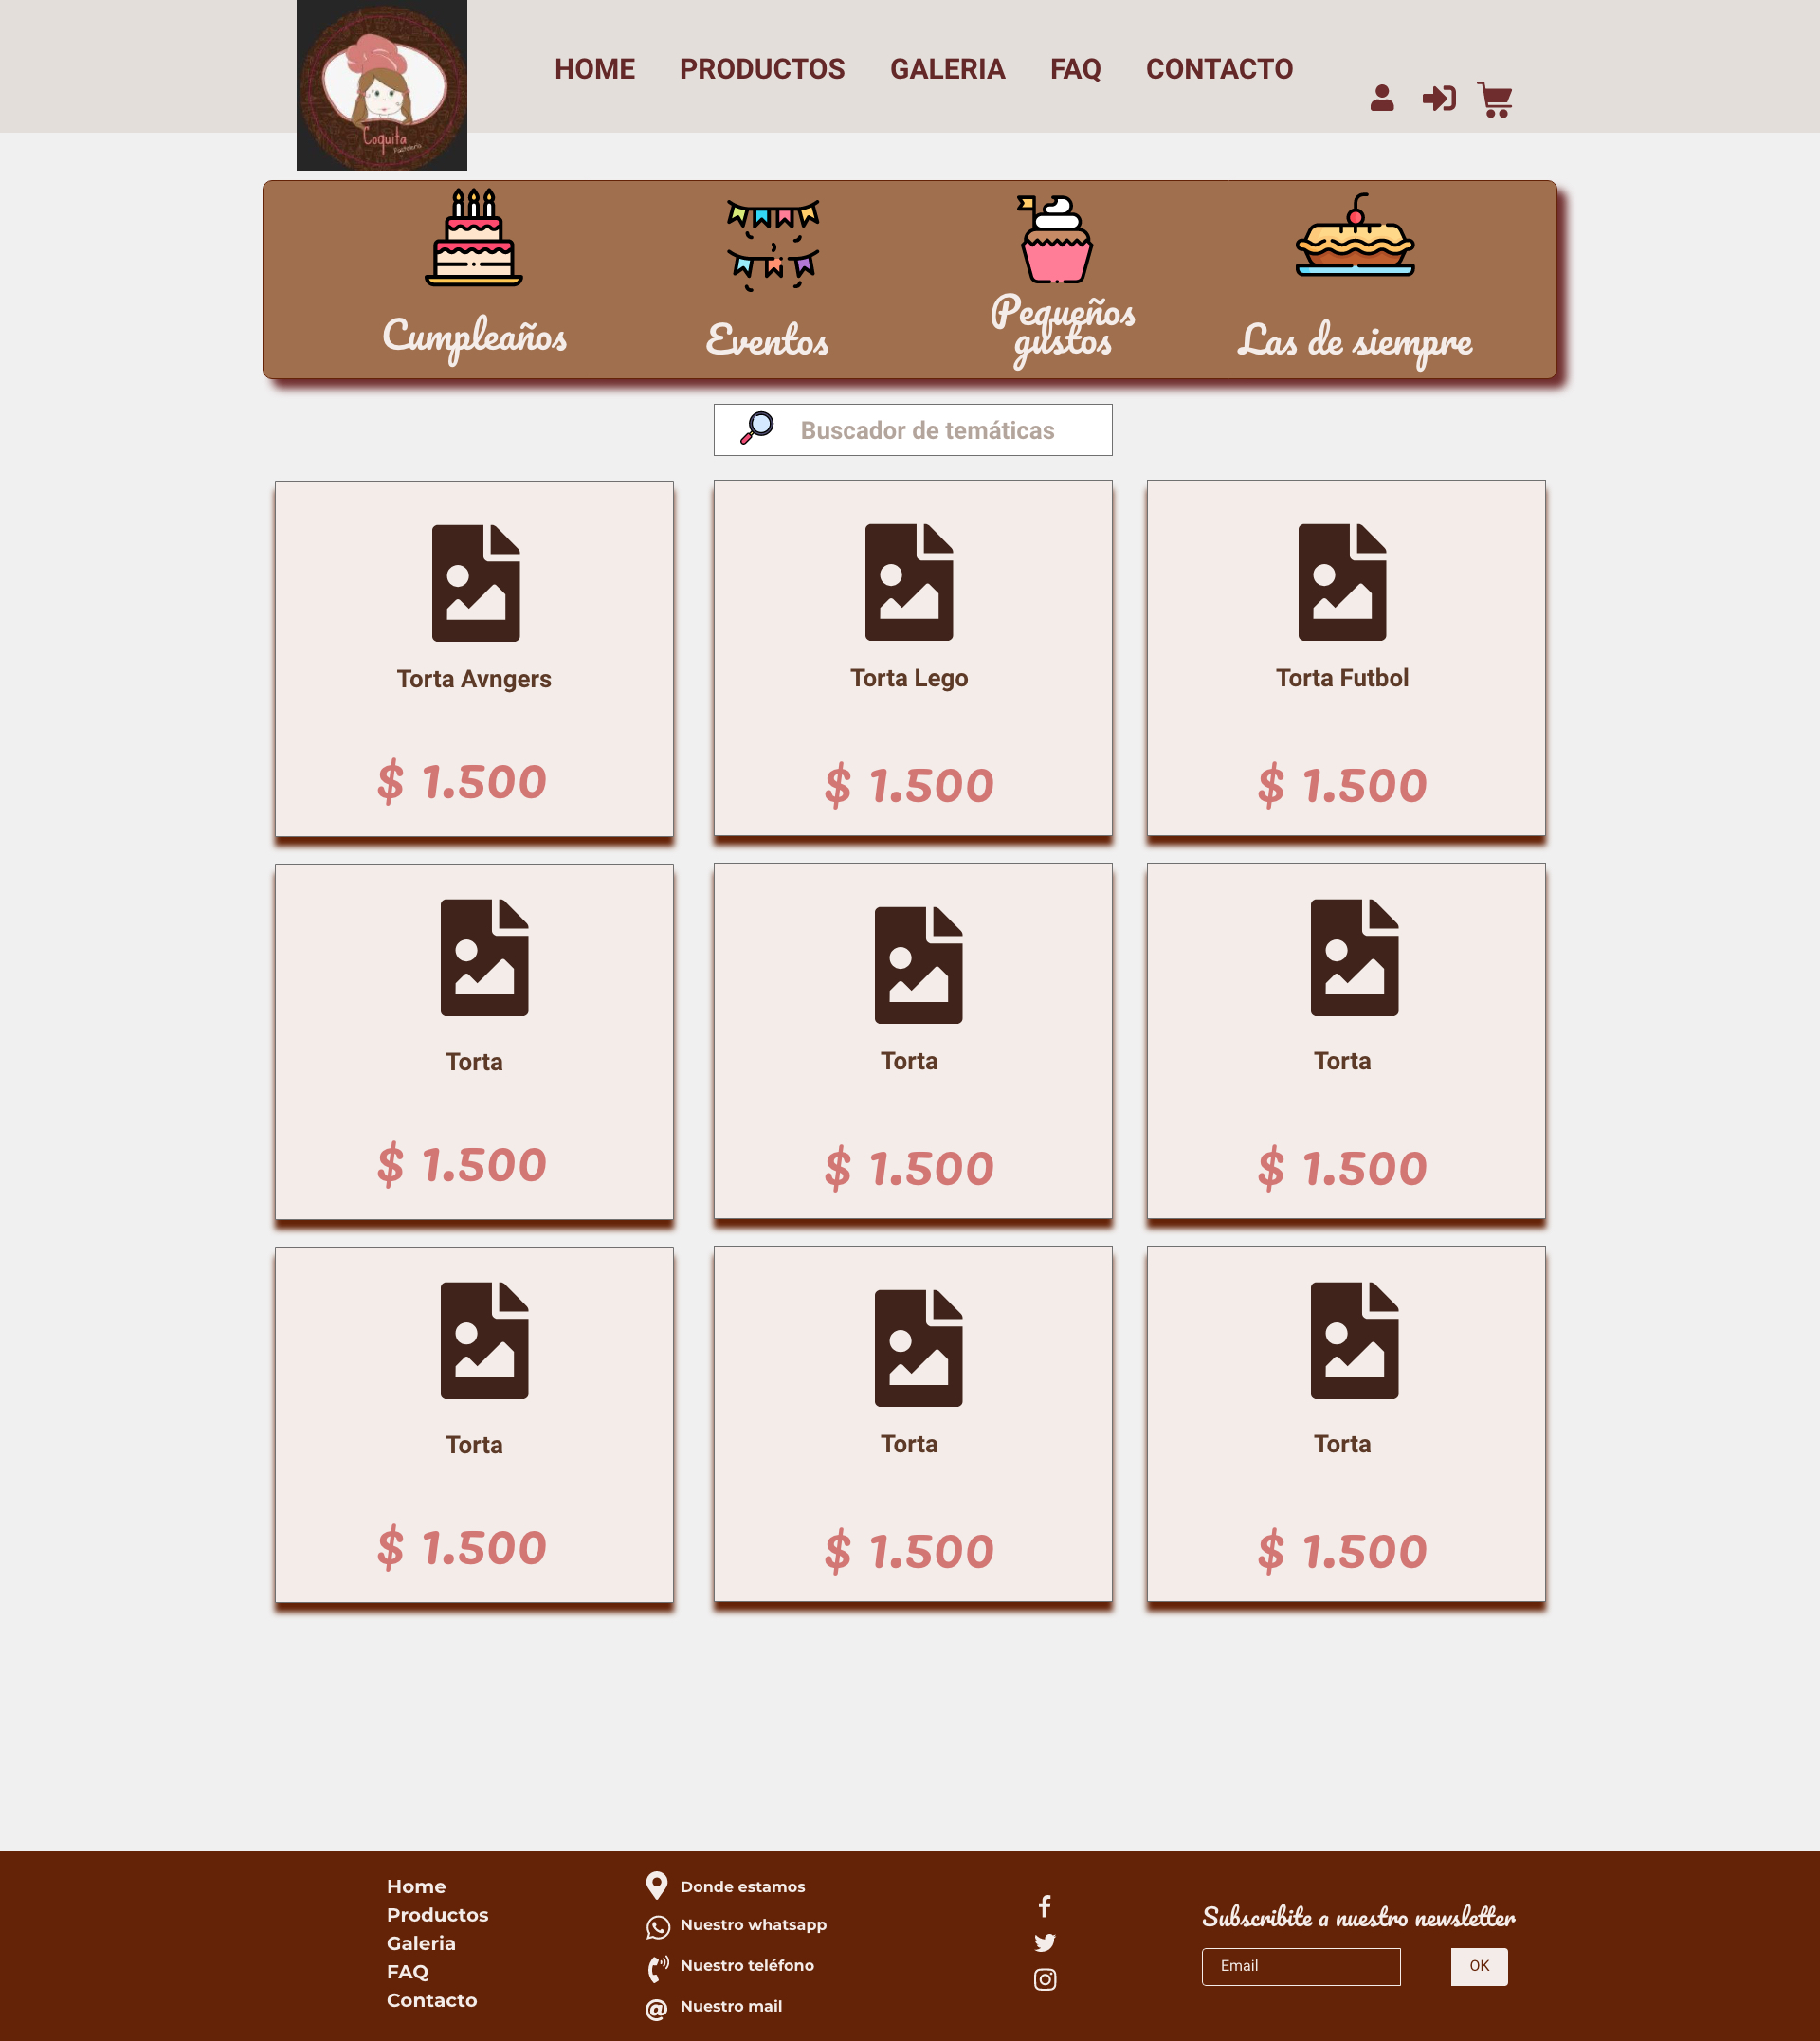 Coquita
Pastelería
HOME PRODUCTOS GALERIA FAQ CONTACTO
Cumpleaños
Eventos
Pequeños
gustos
Las de siempre
Buscador de temáticas
Torta Avngers
$ 1.500
Torta Lego
$ 1.500
Torta Futbol
$ 1.500
Torta
$ 1.500
Torta
$ 1.500
Torta
$ 1.500
Torta
$ 1.500
Torta
$ 1.500
Torta
$ 1.500
Home
Productos
Galeria
FAQ
Contacto
Donde estamos
Nuestro whatsapp
Nuestro teléfono
Nuestro mail
Subscribite a nuestro newsletter
Email
OK